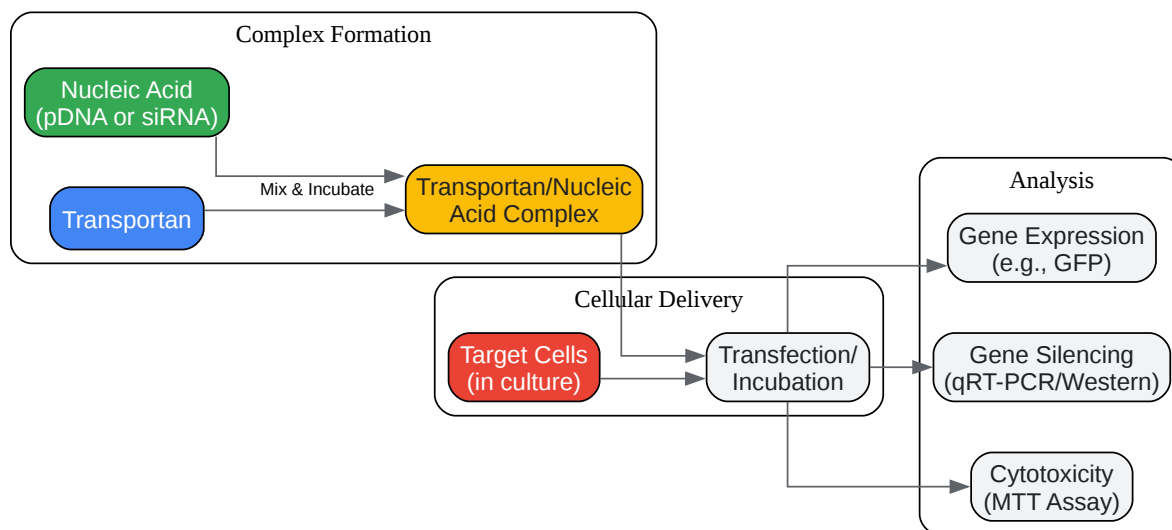 Complex Formation
Nucleic Acid
(pDNA or siRNA)
Mix & Incubate
Transportan
Transportan/Nucleic
Acid Complex
Cellular Delivery
Target Cells
(in culture)
Transfection/
Incubation
Analysis
Gene Expression
(e.g., GFP)
Gene Silencing
(qRT-PCR/Western)
Cytotoxicity
(MTT Assay)